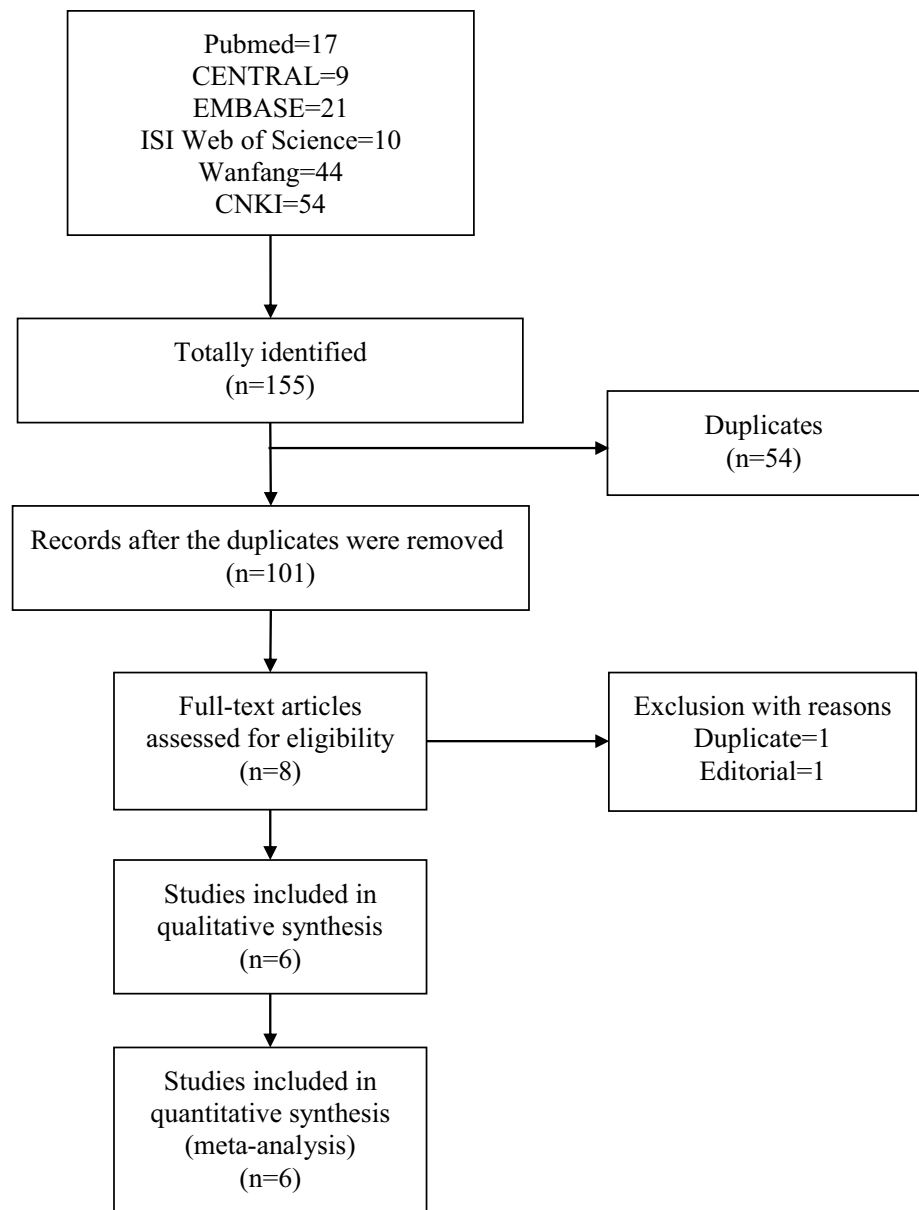 Pubmed=17
CENTRAL=9
EMBASE=21
ISI Web of Science=10
Wanfang=44
CNKI=54
Totally identified
(n=155)
Duplicates
(n=54)
Records after the duplicates were removed
(n=101)
Full-text articles
assessed for eligibility
(n=8)
Exclusion with reasons
Duplicate=1
Editorial=1
Studies included in
qualitative synthesis
(n=6)
Studies included in
quantitative synthesis
(meta-analysis)
(n=6)